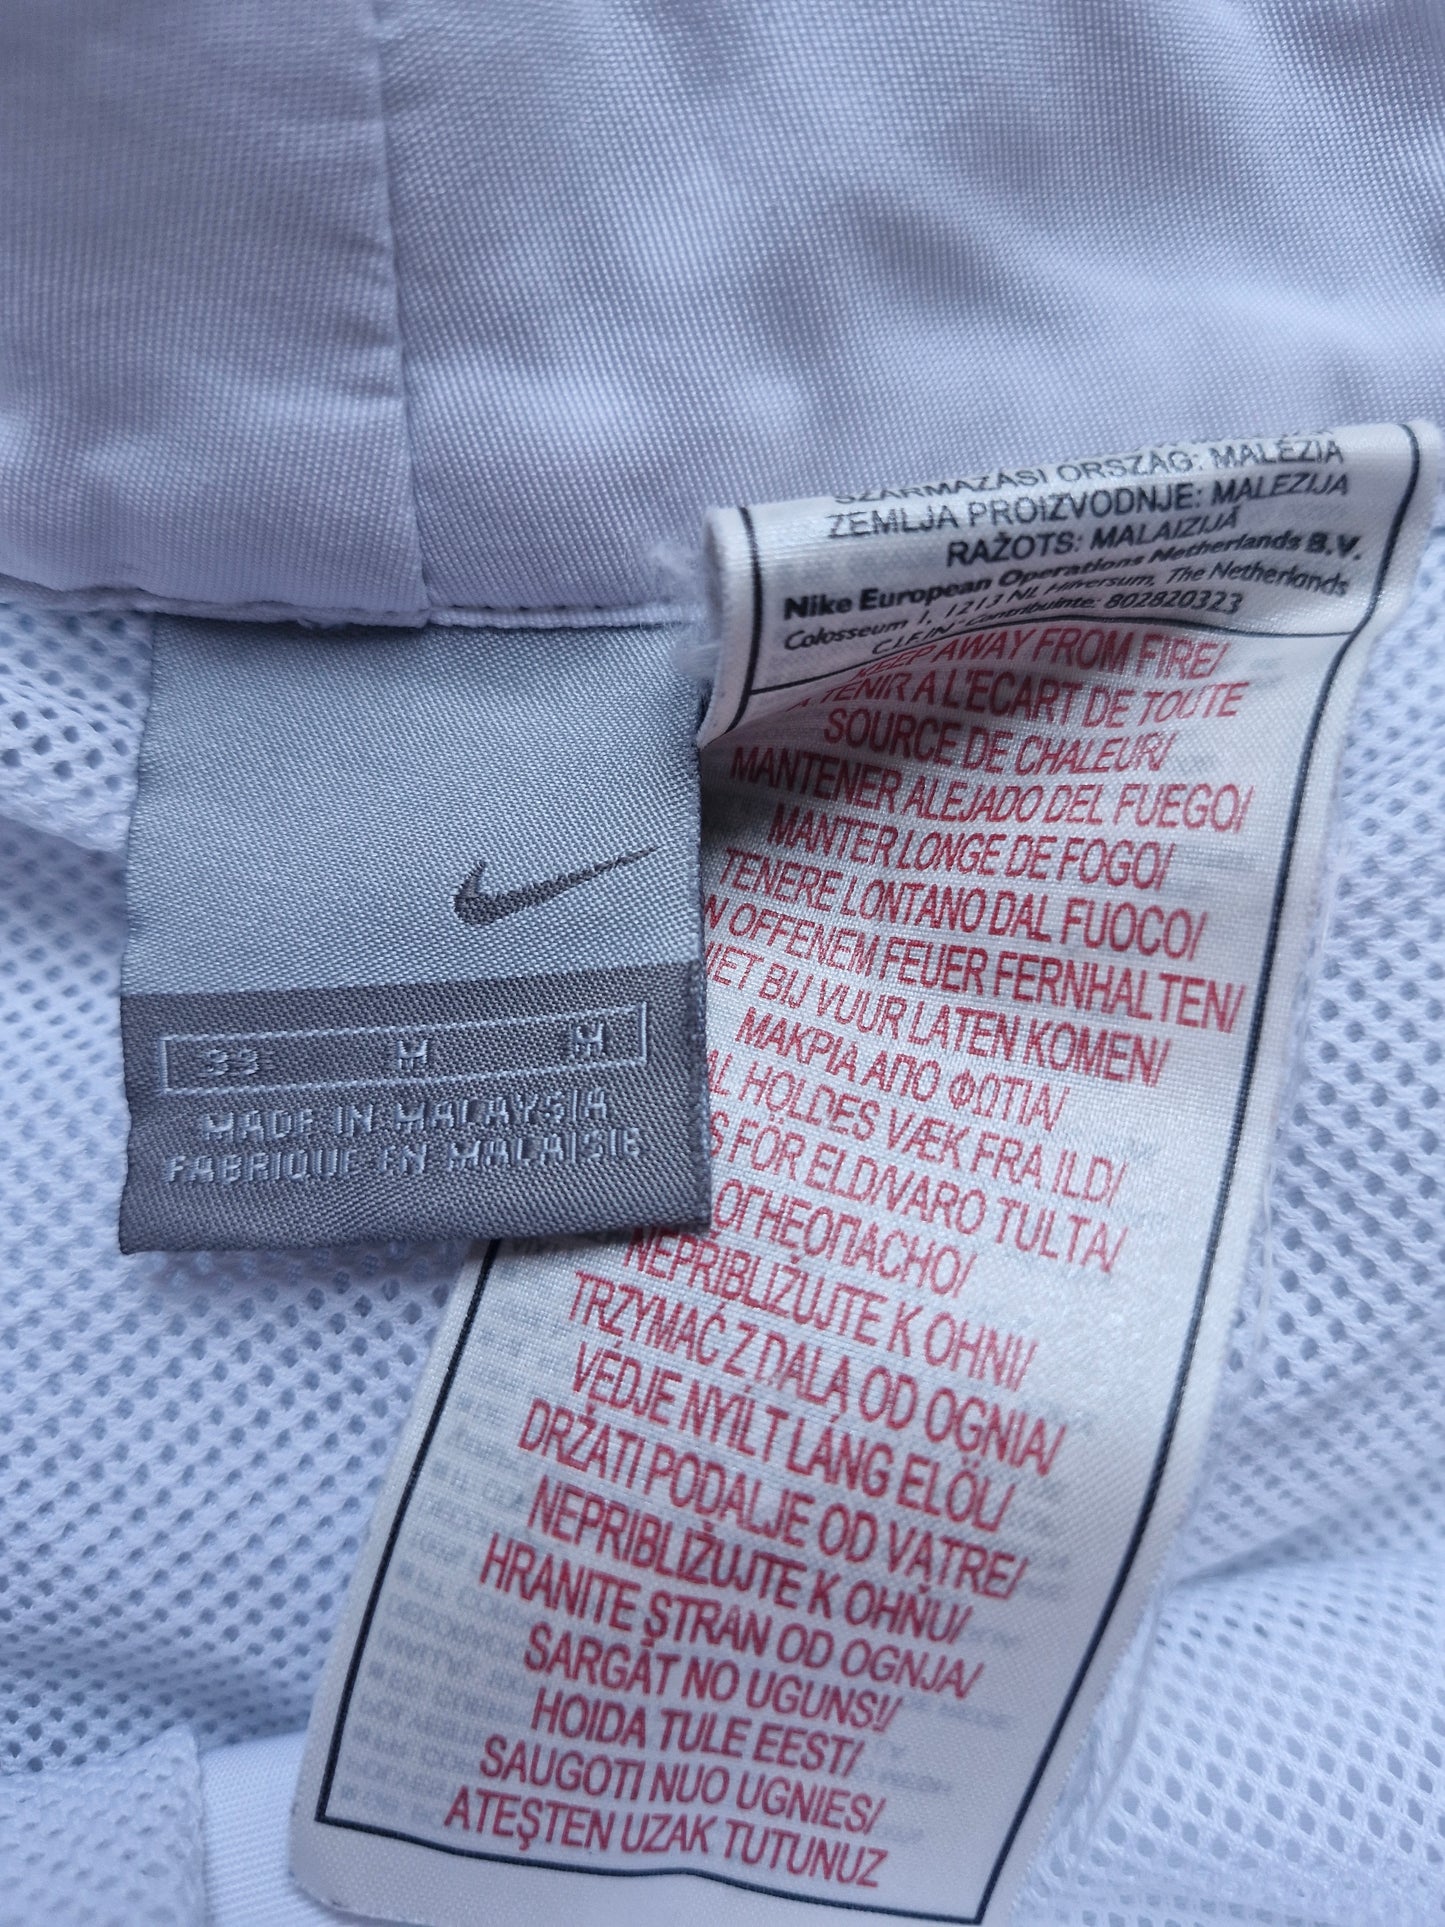 33 M M
MADE IN MALAYSIA
FABRIQUE EN MALAISIE
SZÁRMAZÁSI ORSZÁG: MALÉZIA
ZEMLJA PROIZVODNJE: MALEZIJA
RAŽOTS: MALAIZIJĀ
Nike European Operations Netherlands B.V.
Colosseum 1, 1213 NL Hilversum, The Netherlands
Contribuinte: 802820323
KEEP AWAY FROM FIRE/
TENIR A L'ECART DE TOUTE
SOURCE DE CHALEUR/
MANTENER ALEJADO DEL FUEGO/
MANTER LONGE DE FOGO/
TENERE LONTANO DAL FUOCO/
OFFENEM FEUER FERNHALTEN/
BIJ VUUR LATEN KOMEN/
ΜΑΚΡΙΑ ΑΠΟ ΦΩΤΙΑ/
HOLDES VÆK FRA ILD/
FÖR ELD/VARO TULTA/
ОГНЕОПАСНО/
NEPRIBLIŽUJTE K OHNI/
TRZYMAĆ Z DALA OD OGNIA/
VÉDJE NYÍLT LÁNG ELŐL/
DRŽATI PODALJE OD VATRE/
NEPRIBLIŽUJTE K OHŇU/
HRANITE STRAN OD OGNJA/
SARGĀT NO UGUNS!/
HOIDA TULE EEST/
SAUGOTI NUO UGNIES/
ATEŞTEN UZAK TUTUNUZ